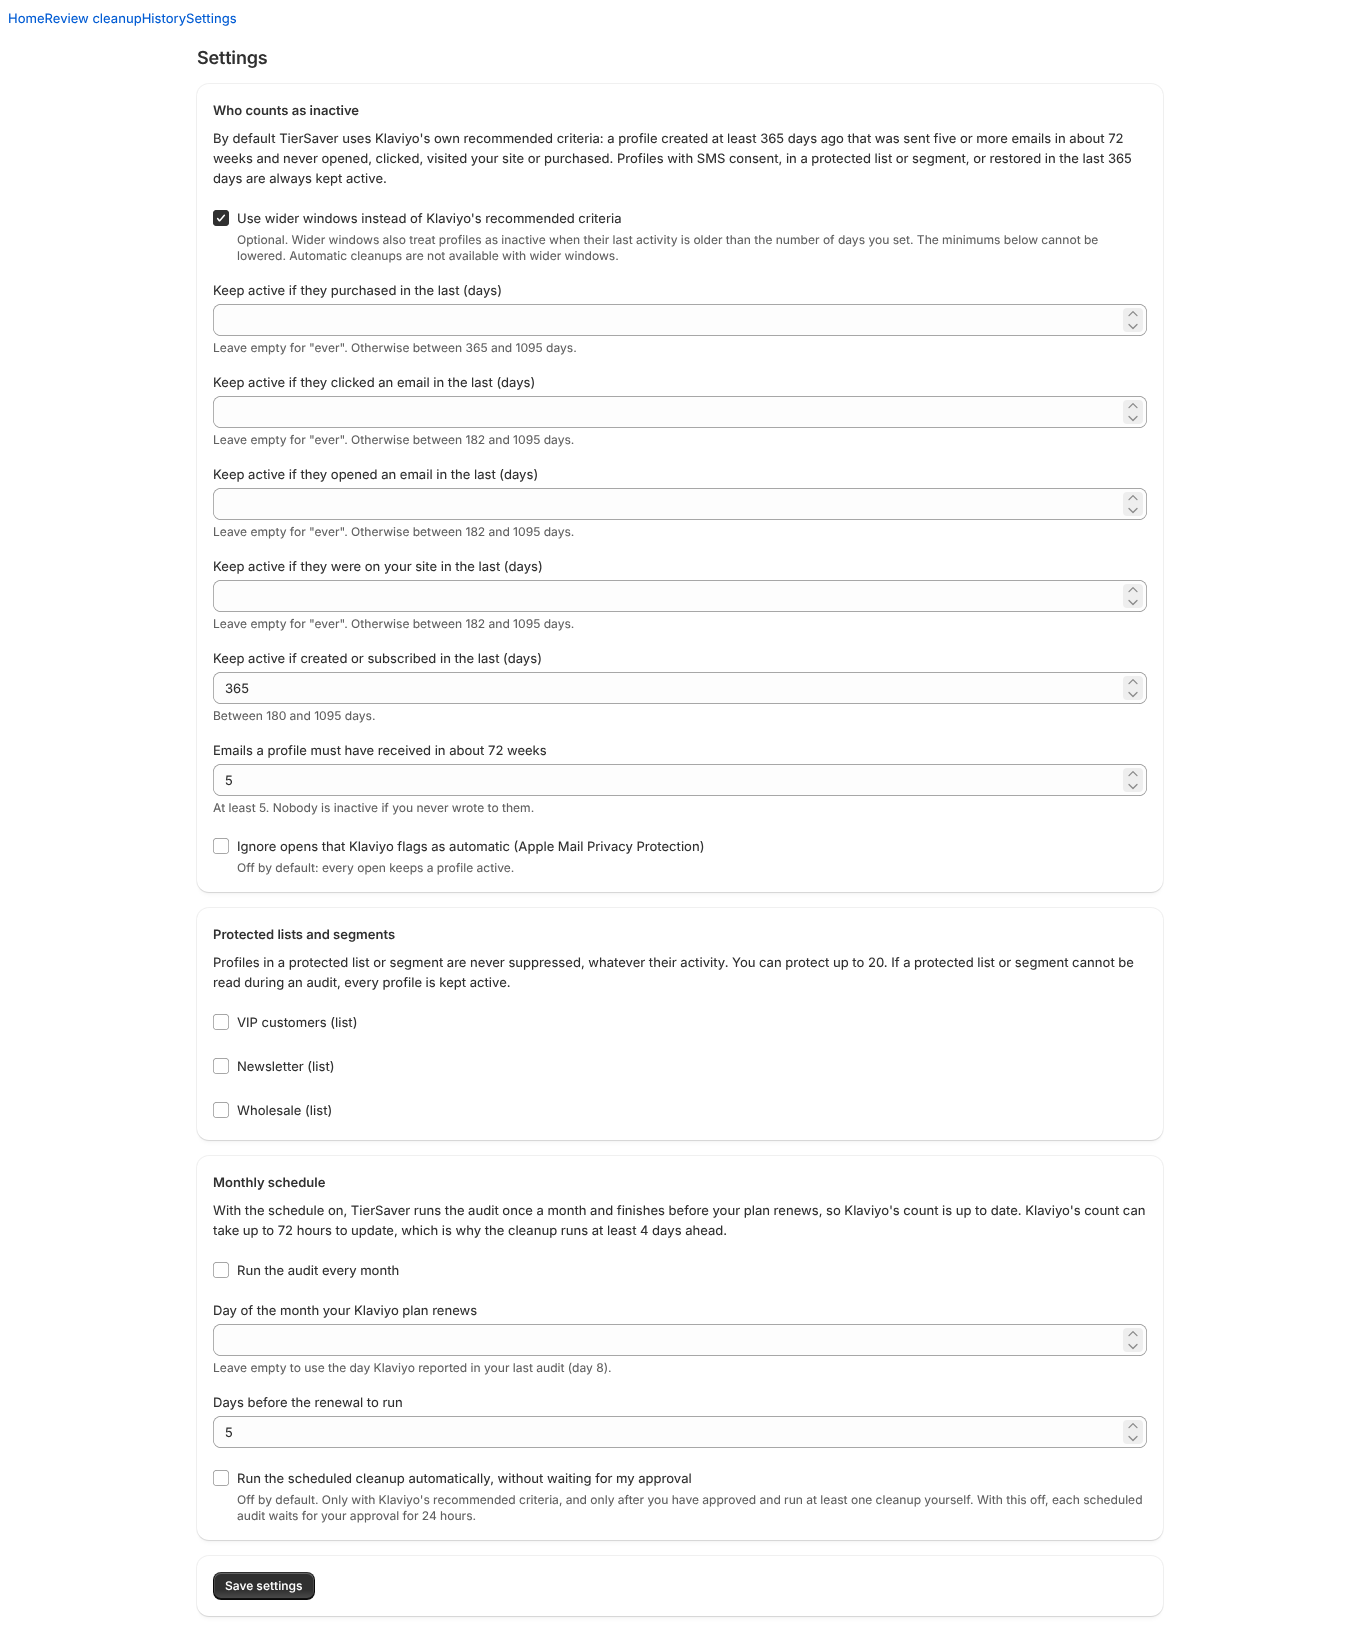 HomeReview cleanupHistorySettings
Settings
Who counts as inactive
By default TierSaver uses Klaviyo's own recommended criteria: a profile created at least 365 days ago that was sent five or more emails in about 72
weeks and never opened, clicked, visited your site or purchased. Profiles with SMS consent, in a protected list or segment, or restored in the last 365
days are always kept active.
Use wider windows instead of Klaviyo's recommended criteria
Optional. Wider windows also treat profiles as inactive when their last activity is older than the number of days you set. The minimums below cannot be
lowered. Automatic cleanups are not available with wider windows.
Keep active if they purchased in the last (days)
Leave empty for "ever". Otherwise between 365 and 1095 days.
Keep active if they clicked an email in the last (days)
Leave empty for "ever". Otherwise between 182 and 1095 days.
Keep active if they opened an email in the last (days)
Leave empty for "ever". Otherwise between 182 and 1095 days.
Keep active if they were on your site in the last (days)
Leave empty for "ever". Otherwise between 182 and 1095 days.
Keep active if created or subscribed in the last (days)
365
Between 180 and 1095 days.
Emails a profile must have received in about 72 weeks
5
At least 5. Nobody is inactive if you never wrote to them.
Ignore opens that Klaviyo flags as automatic (Apple Mail Privacy Protection)
Off by default: every open keeps a profile active.
Protected lists and segments
Profiles in a protected list or segment are never suppressed, whatever their activity. You can protect up to 20. If a protected list or segment cannot be
read during an audit, every profile is kept active.
VIP customers (list)
Newsletter (list)
Wholesale (list)
Monthly schedule
With the schedule on, TierSaver runs the audit once a month and finishes before your plan renews, so Klaviyo's count is up to date. Klaviyo's count can
take up to 72 hours to update, which is why the cleanup runs at least 4 days ahead.
Run the audit every month
Day of the month your Klaviyo plan renews
Leave empty to use the day Klaviyo reported in your last audit (day 8).
Days before the renewal to run
5
Run the scheduled cleanup automatically, without waiting for my approval
Off by default. Only with Klaviyo's recommended criteria, and only after you have approved and run at least one cleanup yourself. With this off, each scheduled
audit waits for your approval for 24 hours.
Save settings